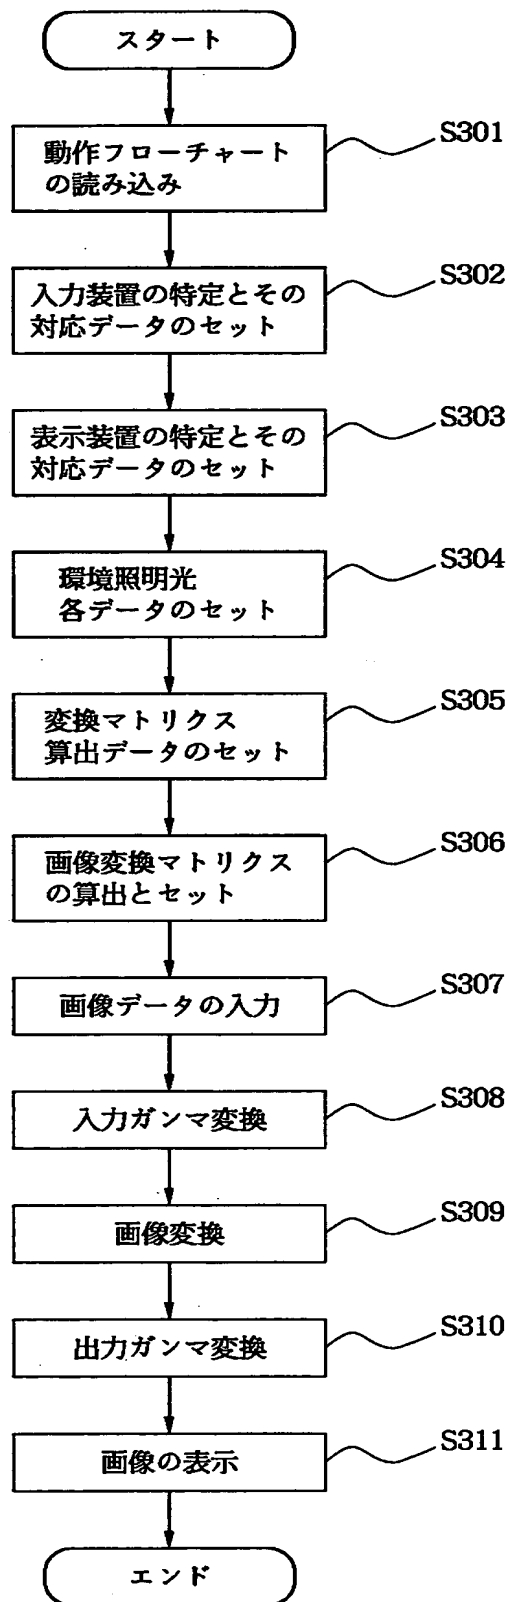 スタート
動作フローチャート
の読み込み
S301
入力装置の特定とその
対応データのセット
S302
表示装置の特定とその
対応データのセット
S303
環境照明光
各データのセット
S304
変換マトリクス
算出データのセット
S305
画像変換マトリクス
の算出とセット
S306
画像データの入力
S307
入力ガンマ変換
S308
画像変換
S309
出力ガンマ変換
S310
画像の表示
S311
エンド